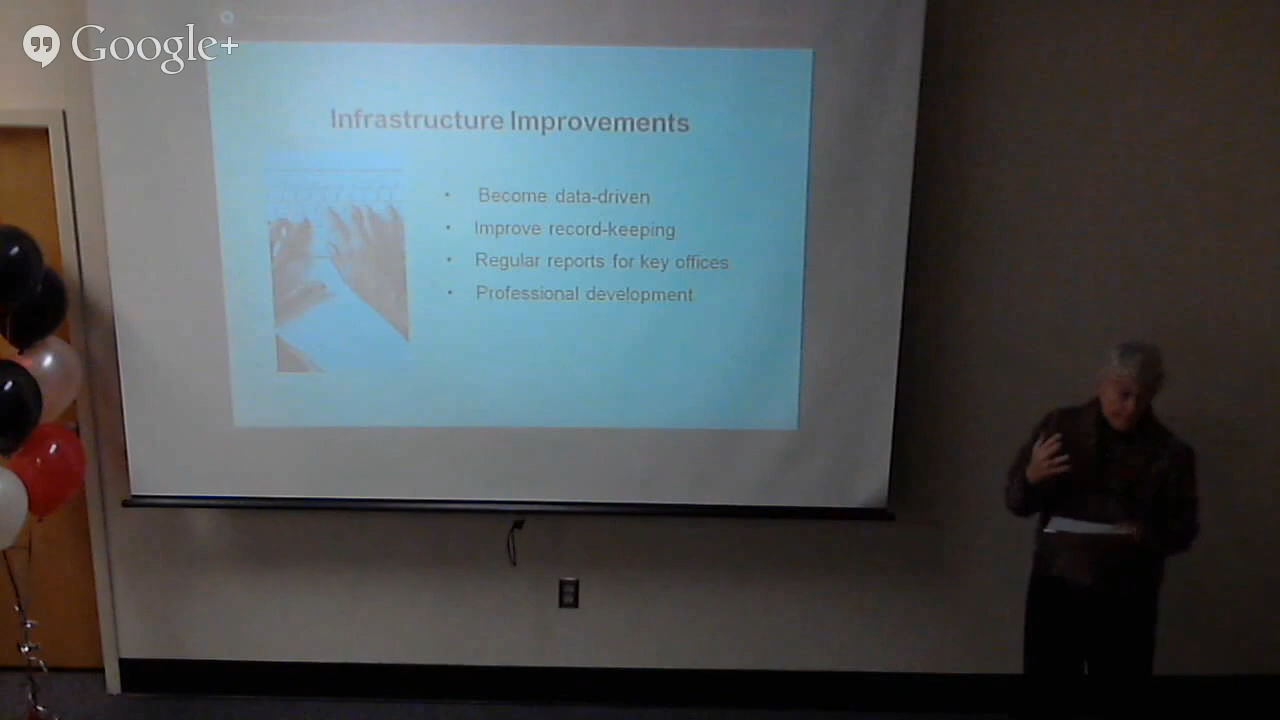 Google+
Infrastructure Improvements
• Become data-driven
• Improve record-keeping
• Regular reports for key offices
• Professional development